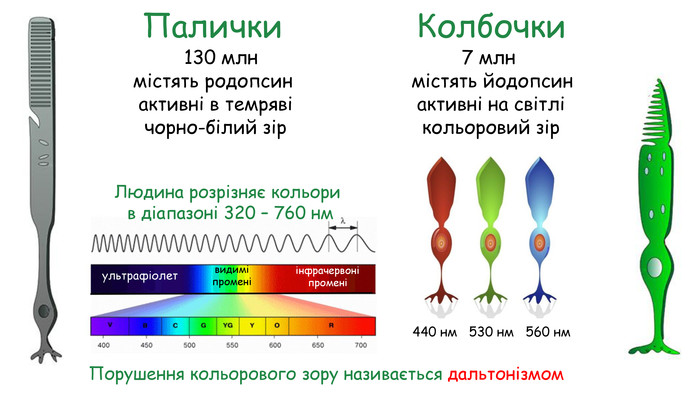 Палички
130 млн
містять родопсин
активні в темряві
чорно-білий зір
Колбочки
7 млн
містять йодопсин
активні на світлі
кольоровий зір
Людина розрізняє кольори
в діапазоні 320 – 760 нм
λ
ультрафіолет
видимі
промені
інфрачервоні
промені
V B C G YG Y O R
400 450 500 550 600 650 700
440 нм 530 нм 560 нм
Порушення кольорового зору називається дальтонізмом